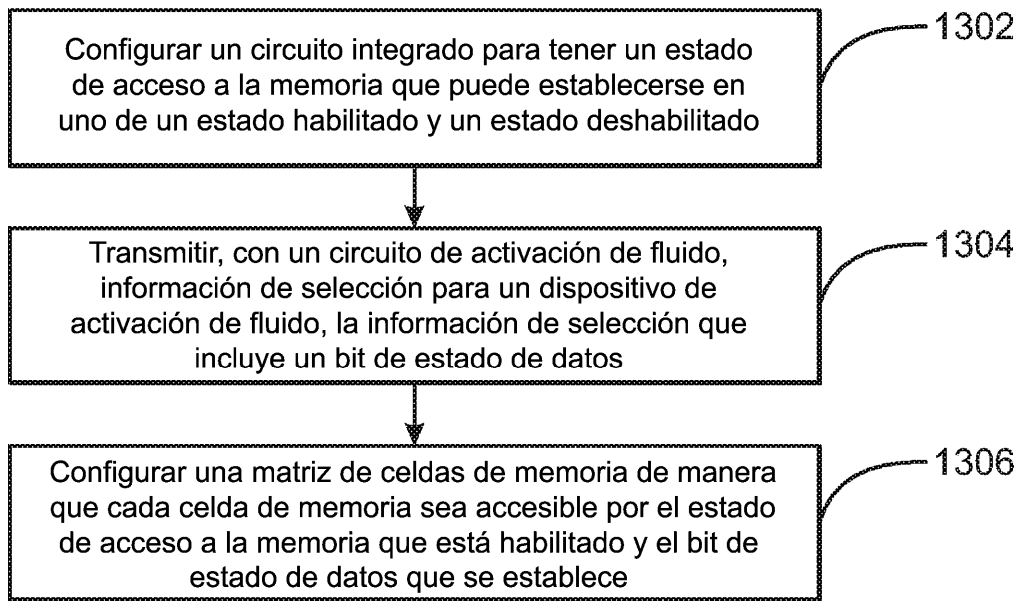 Configurar un circuito integrado para tener un estado
de acceso a la memoria que puede establecerse en
uno de un estado habilitado y un estado deshabilitado
1302
Transmitir, con un circuito de activación de fluido,
información de selección para un dispositivo de
activación de fluido, la información de selección que
incluye un bit de estado de datos
1304
Configurar una matriz de celdas de memoria de manera
que cada celda de memoria sea accesible por el estado
de acceso a la memoria que está habilitado y el bit de
estado de datos que se establece
1306